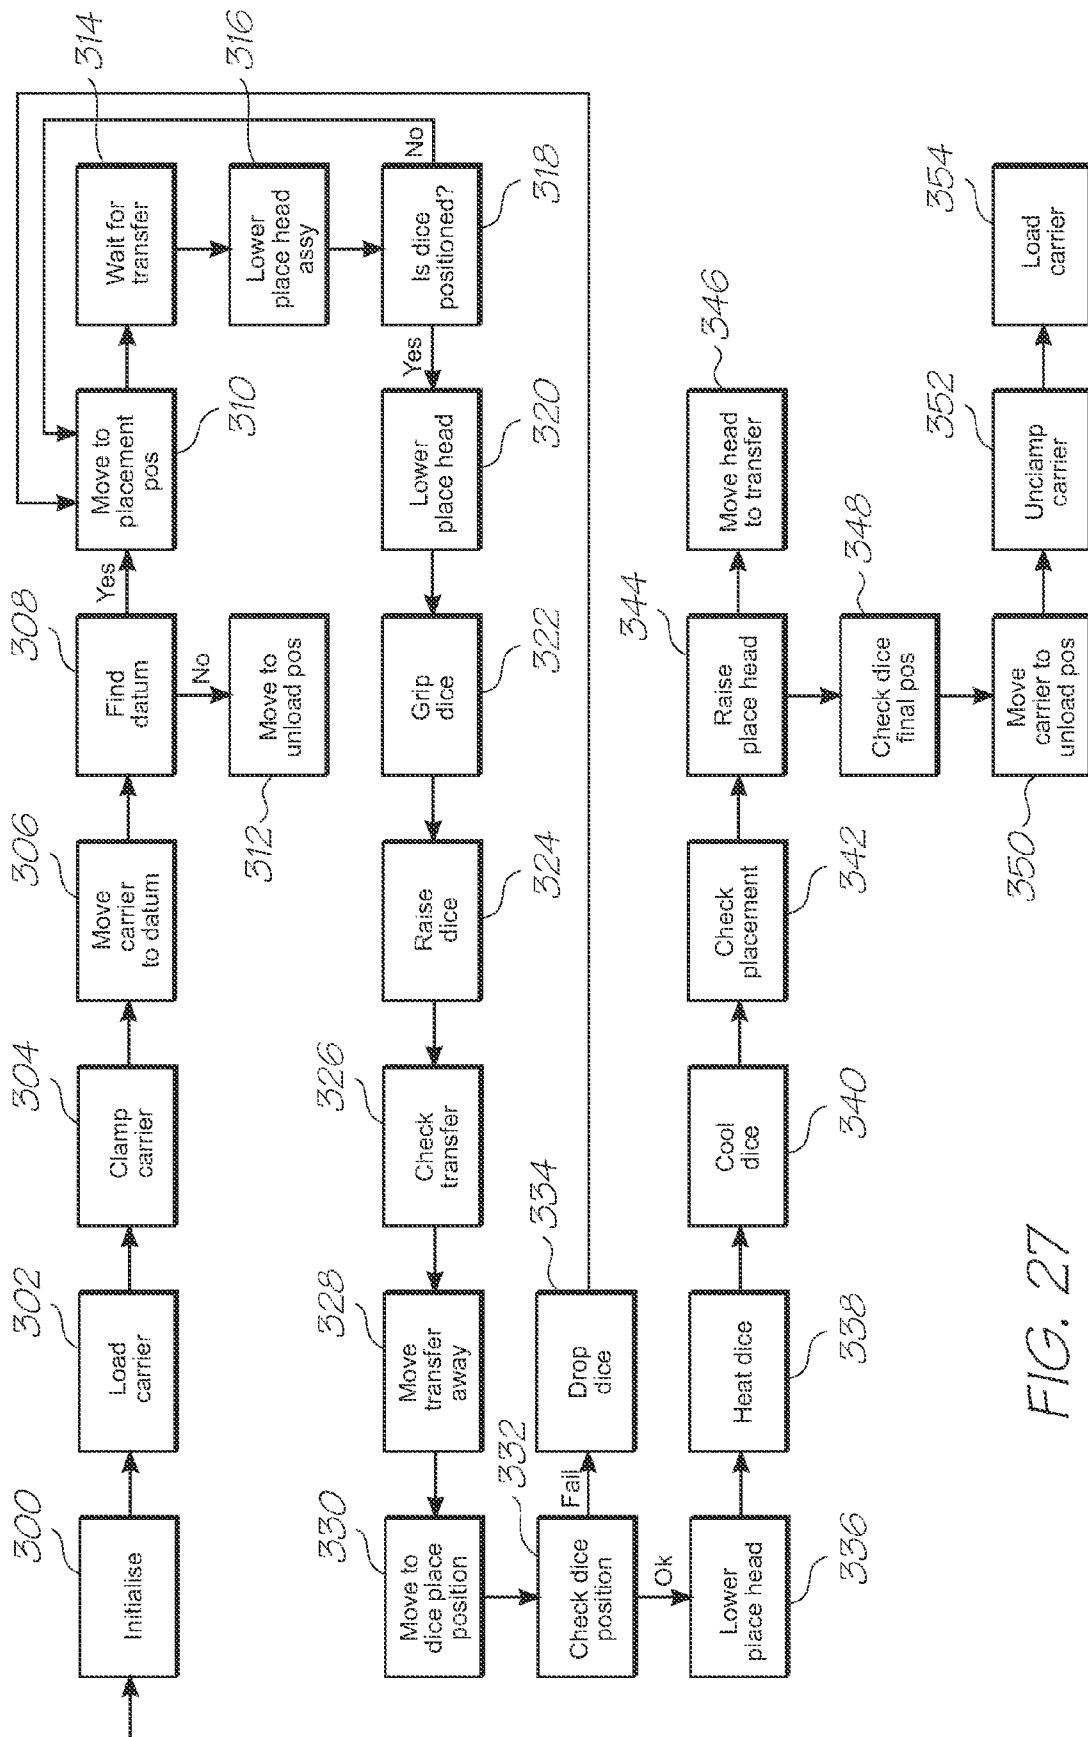 300
302
304
306
308
314
Initialise
Load
carrier
Clamp
carrier
Move
carrier
to datum
Find
datum
Yes
Move to
placement
pos
Wait for
transfer
310
No
Move to
unload pos
312
Lower
place head
assy
316
Is dice
positioned?
No
318
Yes
Lower
place head
320
Grip
dice
322
Raise
dice
324
Check
transfer
326
Move
transfer
away
328
Move to
dice place
position
330
Check dice
position
332
Fail
Drop
dice
334
Ok
Lower
place head
336
Heat dice
338
Cool
dice
340
Check
placement
342
Raise
place head
344
Move head
to transfer
346
Check dice
final pos
348
Move
carrier to
unload pos
350
Unclamp
carrier
352
Load
carrier
354
FIG. 27